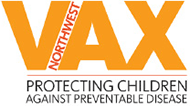 NORTHWEST
VAX
PROTECTING CHILDREN
AGAINST PREVENTABLE DISEASE